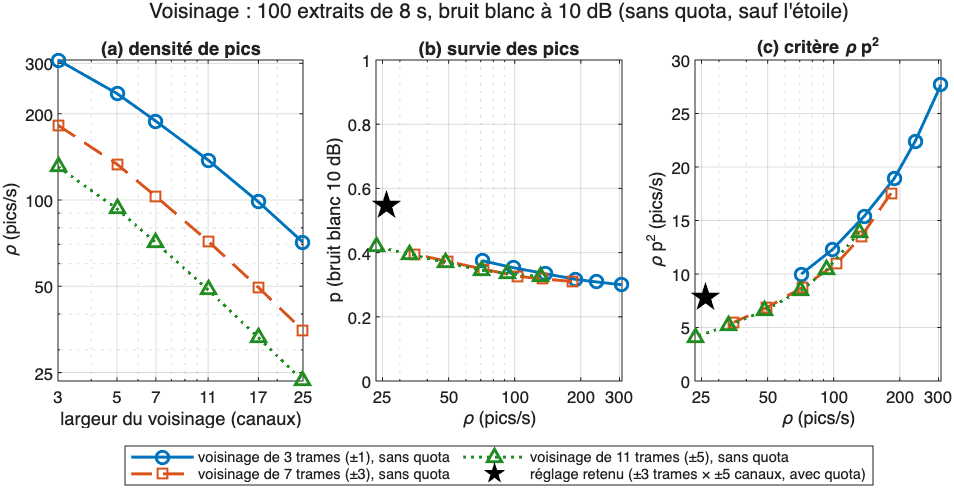 Voisinage : 100 extraits de 8 s, bruit blanc à 10 dB (sans quota, sauf l'étoile)
(a) densité de pics
300
200
100
50
25
3
5
7
11
17
25
ρ (pics/s)
largeur du voisinage (canaux)
(b) survie des pics
1
0.8
0.6
0.4
0.2
0
25
50
100
200
300
p (bruit blanc 10 dB)
ρ (pics/s)
(c) critère ρ p²
30
25
20
15
10
5
0
25
50
100
200
300
ρ p² (pics/s)
ρ (pics/s)
voisinage de 3 trames (±1), sans quota
voisinage de 7 trames (±3), sans quota
voisinage de 11 trames (±5), sans quota
réglage retenu (±3 trames × ±5 canaux, avec quota)